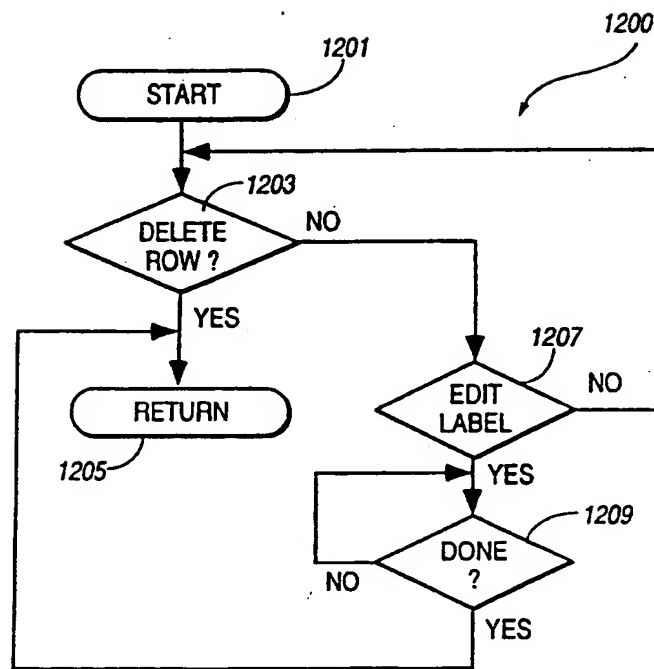 1200
1201
START
1203
DELETE
ROW ?
NO
YES
1207
EDIT
LABEL
NO
RETURN
1205
YES
1209
DONE
?
NO
YES